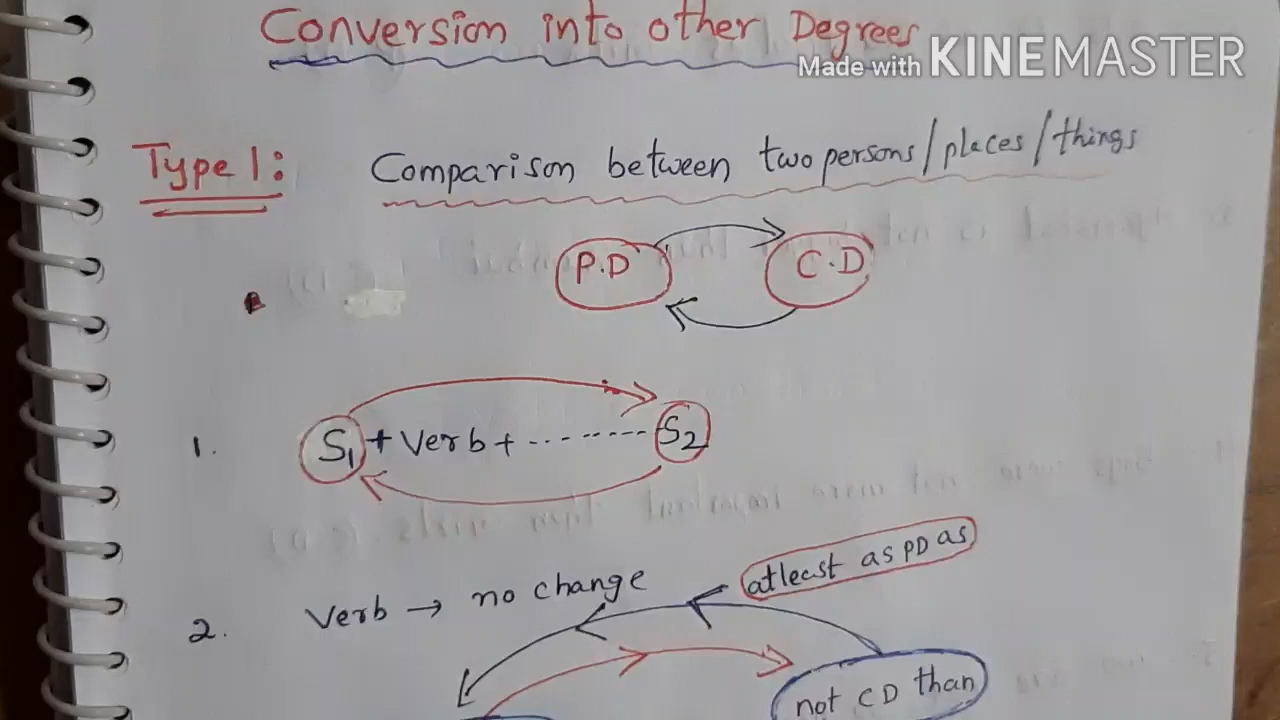 Conversion into other Degrees
Made with KINEMASTER
Type 1: Comparison between two persons/places/things
P.D C.D
1. S1 + Verb + -------- S2
atleast as PD as
2. Verb → no change
not CD than